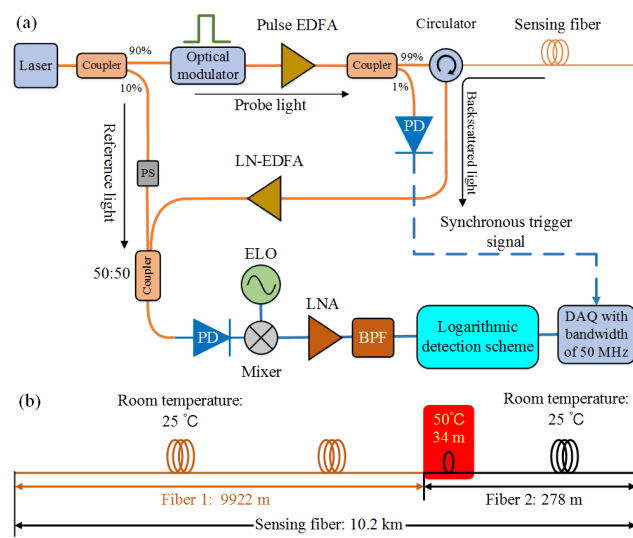 (a)
Pulse EDFA
Circulator
Sensing fiber
Laser
Coupler
90%
Optical
modulator
Coupler
99%
10%
1%
Probe light
PD
Backscattered light
Reference light
PS
LN-EDFA
Synchronous trigger
signal
50:50
Coupler
ELO
PD
Mixer
LNA
BPF
Logarithmic
detection scheme
DAQ with
bandwidth
of 50 MHz
(b)
Room temperature:
25 ℃
50℃
34 m
Room temperature:
25 ℃
Fiber 1: 9922 m
Fiber 2: 278 m
Sensing fiber: 10.2 km